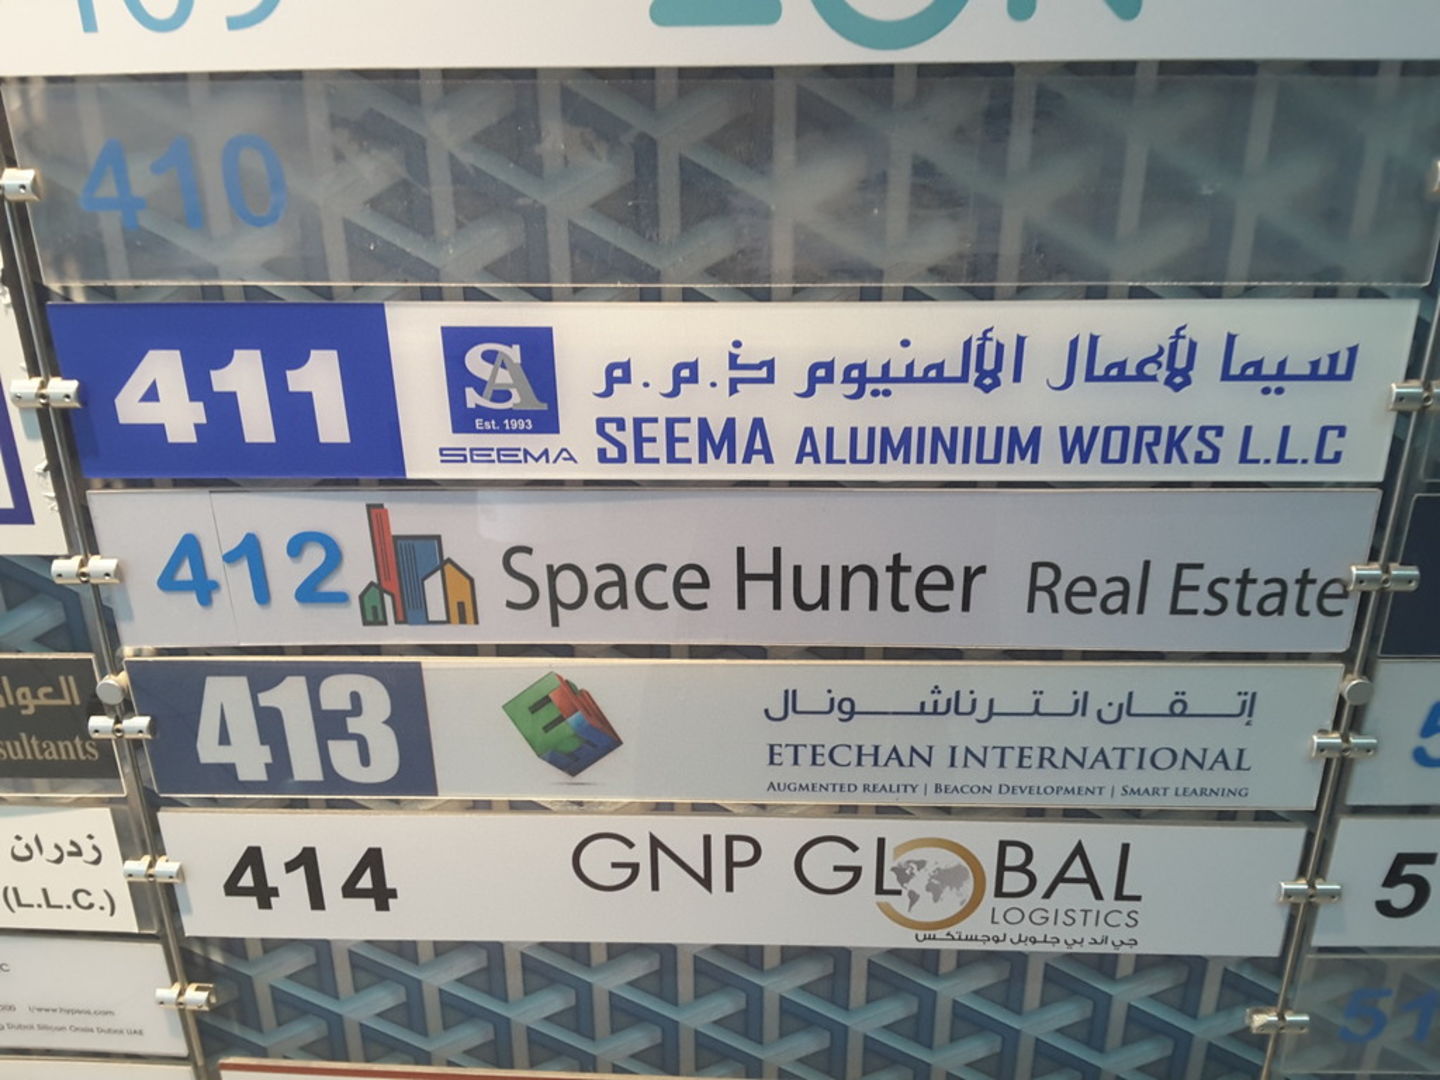 410
411
SA
Est. 1993
SEEMA
سيما لأعمال الألمنيوم ذ.م.م
SEEMA ALUMINIUM WORKS L.L.C
412
Space Hunter Real Estate
413
إتقان انترناشونال
ETECHAN INTERNATIONAL
AUGMENTED REALITY | BEACON DEVELOPMENT | SMART LEARNING
414
GNP GLOBAL
LOGISTICS
جي اند بي جلوبل لوجستكس
زدران
(L.L.C.)